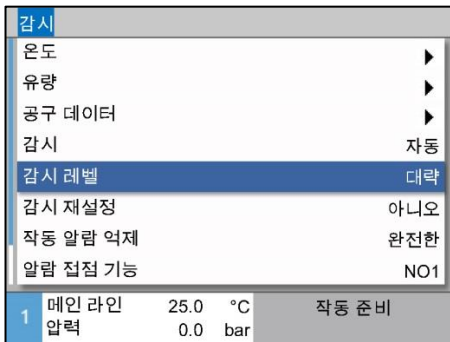 감시
온도
유량
공구 데이터
감시 자동
감시 레벨 대략
감시 재설정 아니오
작동 알람 억제 완전한
알람 접점 기능 NO1
1 메인 라인 25.0 °C 작동 준비
압력 0.0 bar